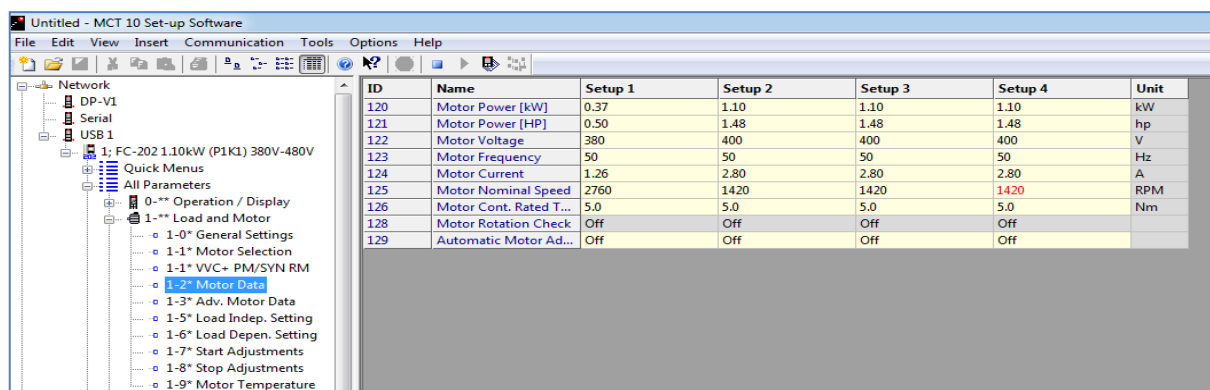 Untitled - MCT 10 Set-up Software
File Edit View Insert Communication Tools Options Help
Network
DP-V1
Serial
USB 1
1; FC-202 1.10kW (P1K1) 380V-480V
Quick Menus
All Parameters
0-** Operation / Display
1-** Load and Motor
1-0* General Settings
1-1* Motor Selection
1-1* VVC+ PM/SYN RM
1-2* Motor Data
1-3* Adv. Motor Data
1-5* Load Indep. Setting
1-6* Load Depen. Setting
1-7* Start Adjustments
1-8* Stop Adjustments
1-9* Motor Temperature
ID Name Setup 1 Setup 2 Setup 3 Setup 4 Unit
120 Motor Power [kW] 0.37 1.10 1.10 1.10 kW
121 Motor Power [HP] 0.50 1.48 1.48 1.48 hp
122 Motor Voltage 380 400 400 400 V
123 Motor Frequency 50 50 50 50 Hz
124 Motor Current 1.26 2.80 2.80 2.80 A
125 Motor Nominal Speed 2760 1420 1420 1420 RPM
126 Motor Cont. Rated T... 5.0 5.0 5.0 5.0 Nm
128 Motor Rotation Check Off Off Off Off
129 Automatic Motor Ad... Off Off Off Off